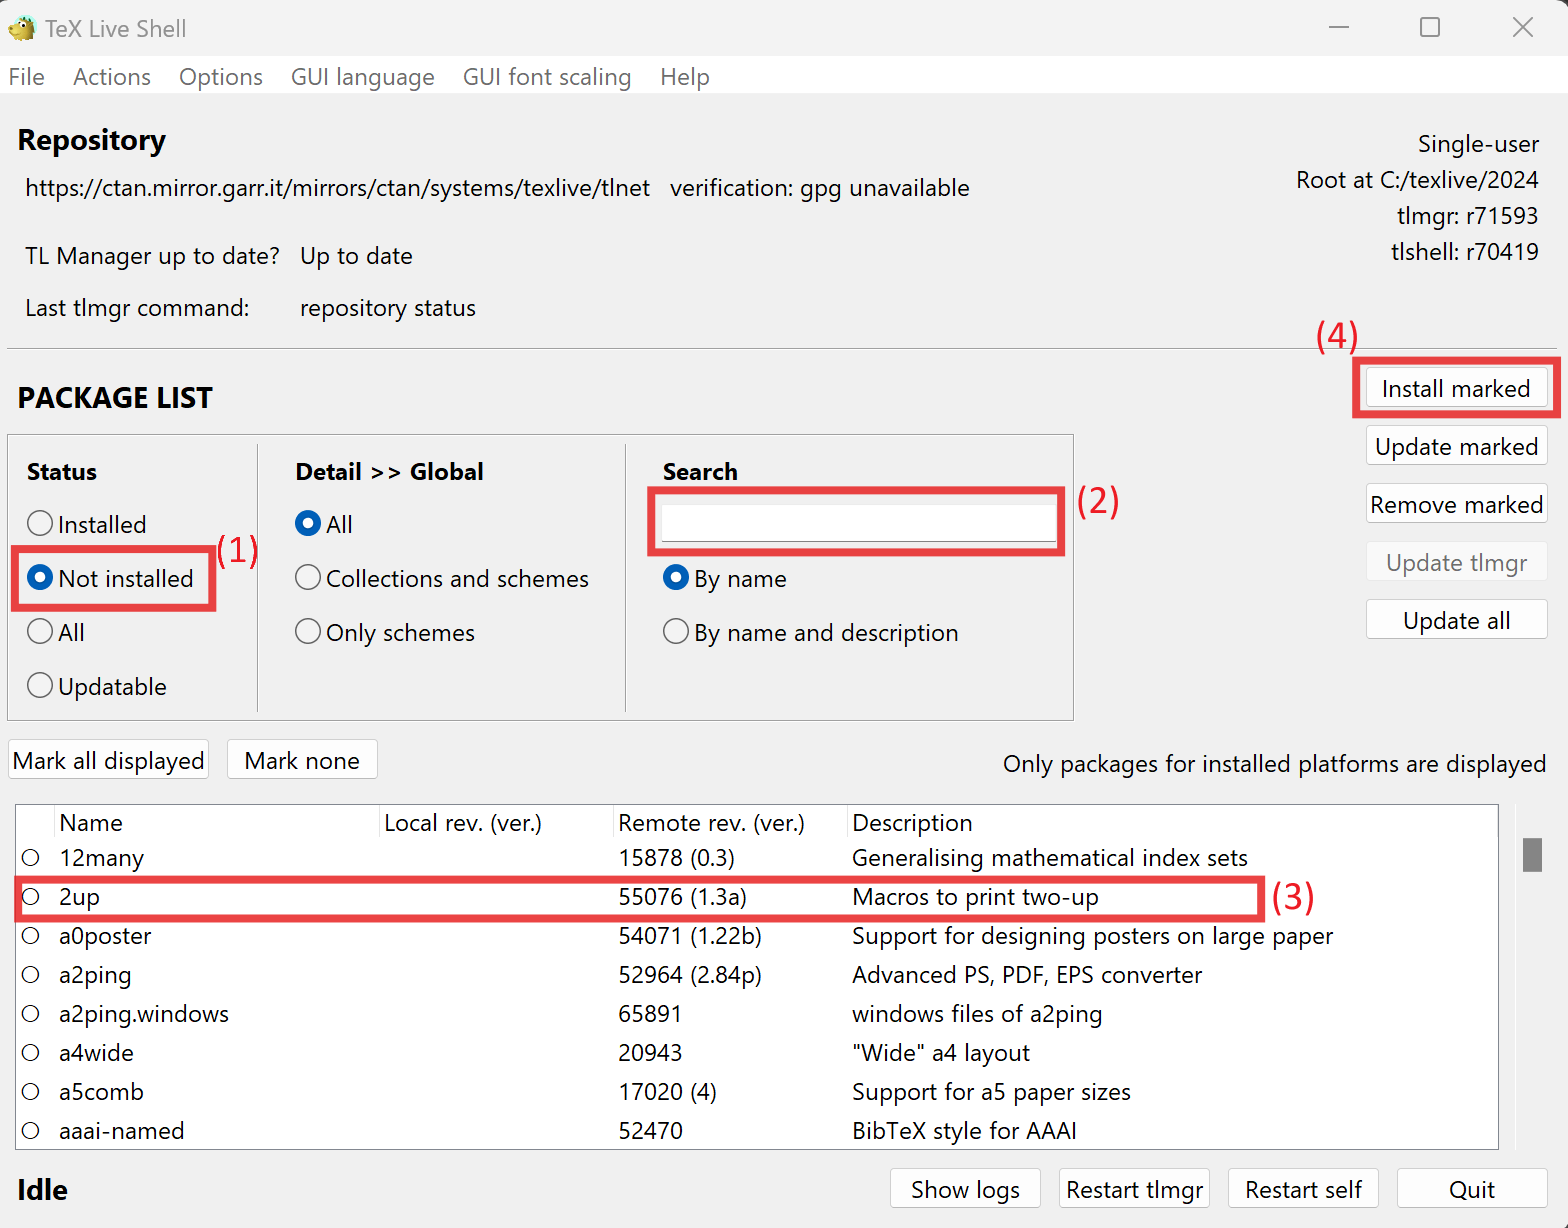 TeX Live Shell
File Actions Options GUI language GUI font scaling Help
Repository
Single-user
https://ctan.mirror.garr.it/mirrors/ctan/systems/texlive/tlnet verification: gpg unavailable
Root at C:/texlive/2024
tlmgr: r71593
TL Manager up to date? Up to date
tlshell: r70419
Last tlmgr command: repository status
(4)
PACKAGE LIST
Install marked
Update marked
Remove marked
Update tlmgr
Update all
Status
Installed
Not installed
(1)
All
Updatable
Detail >> Global
All
Collections and schemes
Only schemes
Search
(2)
By name
By name and description
Mark all displayed Mark none
Only packages for installed platforms are displayed
Name Local rev. (ver.) Remote rev. (ver.) Description
12many 15878 (0.3) Generalising mathematical index sets
2up 55076 (1.3a) Macros to print two-up (3)
a0poster 54071 (1.22b) Support for designing posters on large paper
a2ping 52964 (2.84p) Advanced PS, PDF, EPS converter
a2ping.windows 65891 windows files of a2ping
a4wide 20943 "Wide" a4 layout
a5comb 17020 (4) Support for a5 paper sizes
aaai-named 52470 BibTeX style for AAAI
Idle Show logs Restart tlmgr Restart self Quit